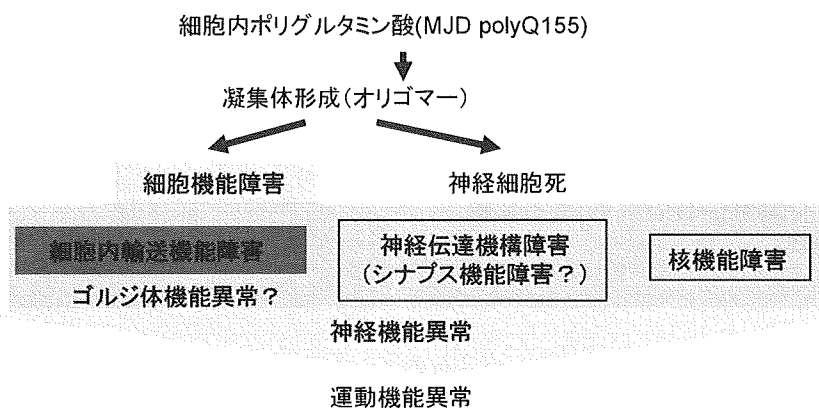 細胞内ポリグルタミン酸(MJD polyQ155)
凝集体形成(オリゴマー)
細胞機能障害
神経細胞死
細胞内輸送機能障害
神経伝達機構障害
(シナプス機能障害?)
核機能障害
ゴルジ体機能異常?
神経機能異常
運動機能異常